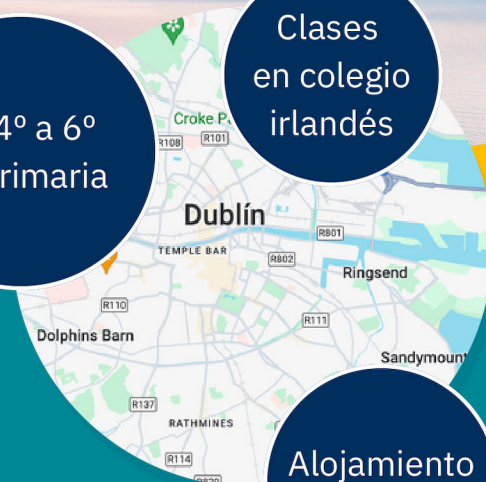 Clases
en colegio
irlandés
4º a 6º
rimaria
Croke P
R108
R101
Dublín
TEMPLE BAR
R801
R802
Ringsend
R110
R111
Dolphins Barn
Sandymount
R137
RATHMINES
R114
Alojamiento